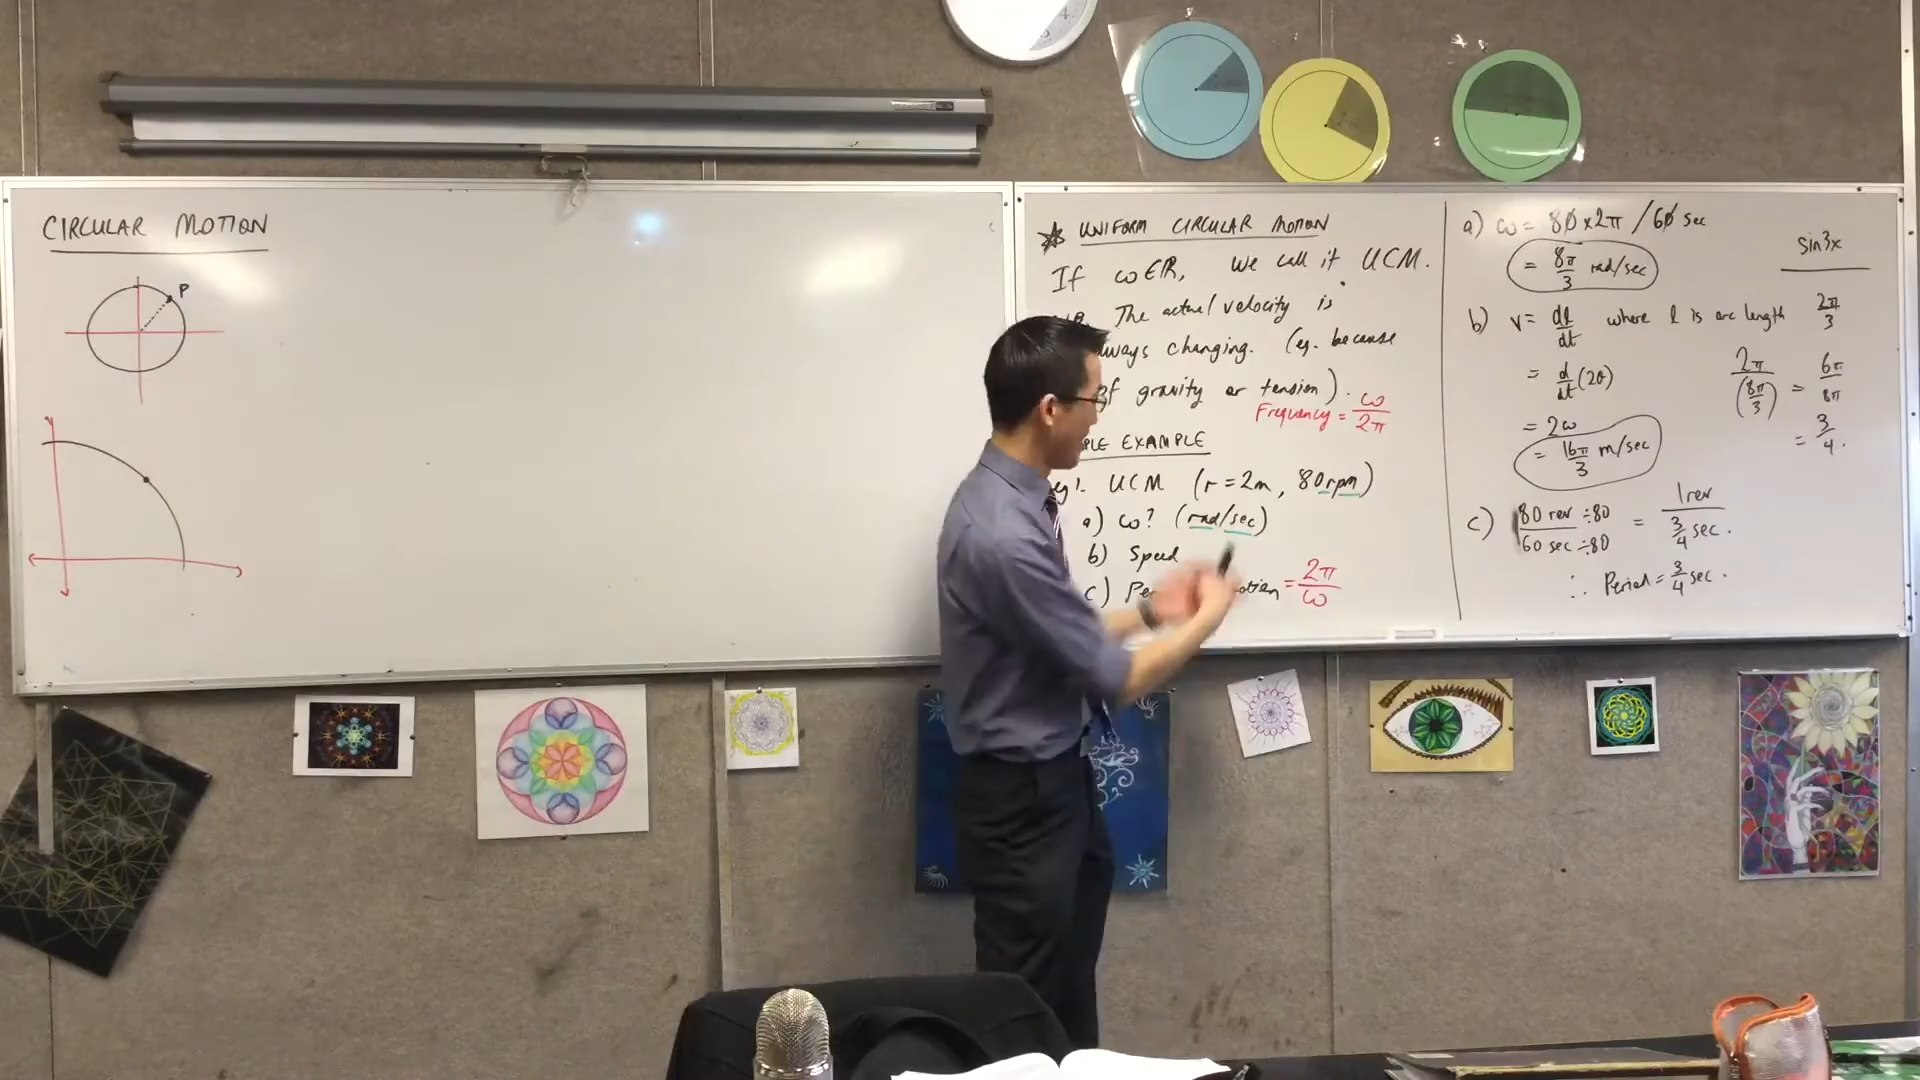 CIRCULAR MOTION
P
★ UNIFORM CIRCULAR MOTION
If ω∈ℝ, we call it UCM.
The actual velocity is
always changing. (eg. because
of gravity or tension).
Frequency = ω/2π
EXAMPLE
eg1. UCM (r=2m, 80rpm)
a) ω? (rad/sec)
b) Speed
c) = 2π/ω
a) ω = 80×2π / 60 sec
= 8π/3 rad/sec
b) v = dl/dt where l is arc length
= d/dt (2θ)
= 2ω
= 16π/3 m/sec
c) 80 rev ÷80 / 60 sec ÷80 = 1 rev / 3/4 sec.
∴ Period = 3/4 sec.
sin3x
2π/3
2π/(8π/3) = 6π/8π
= 3/4.